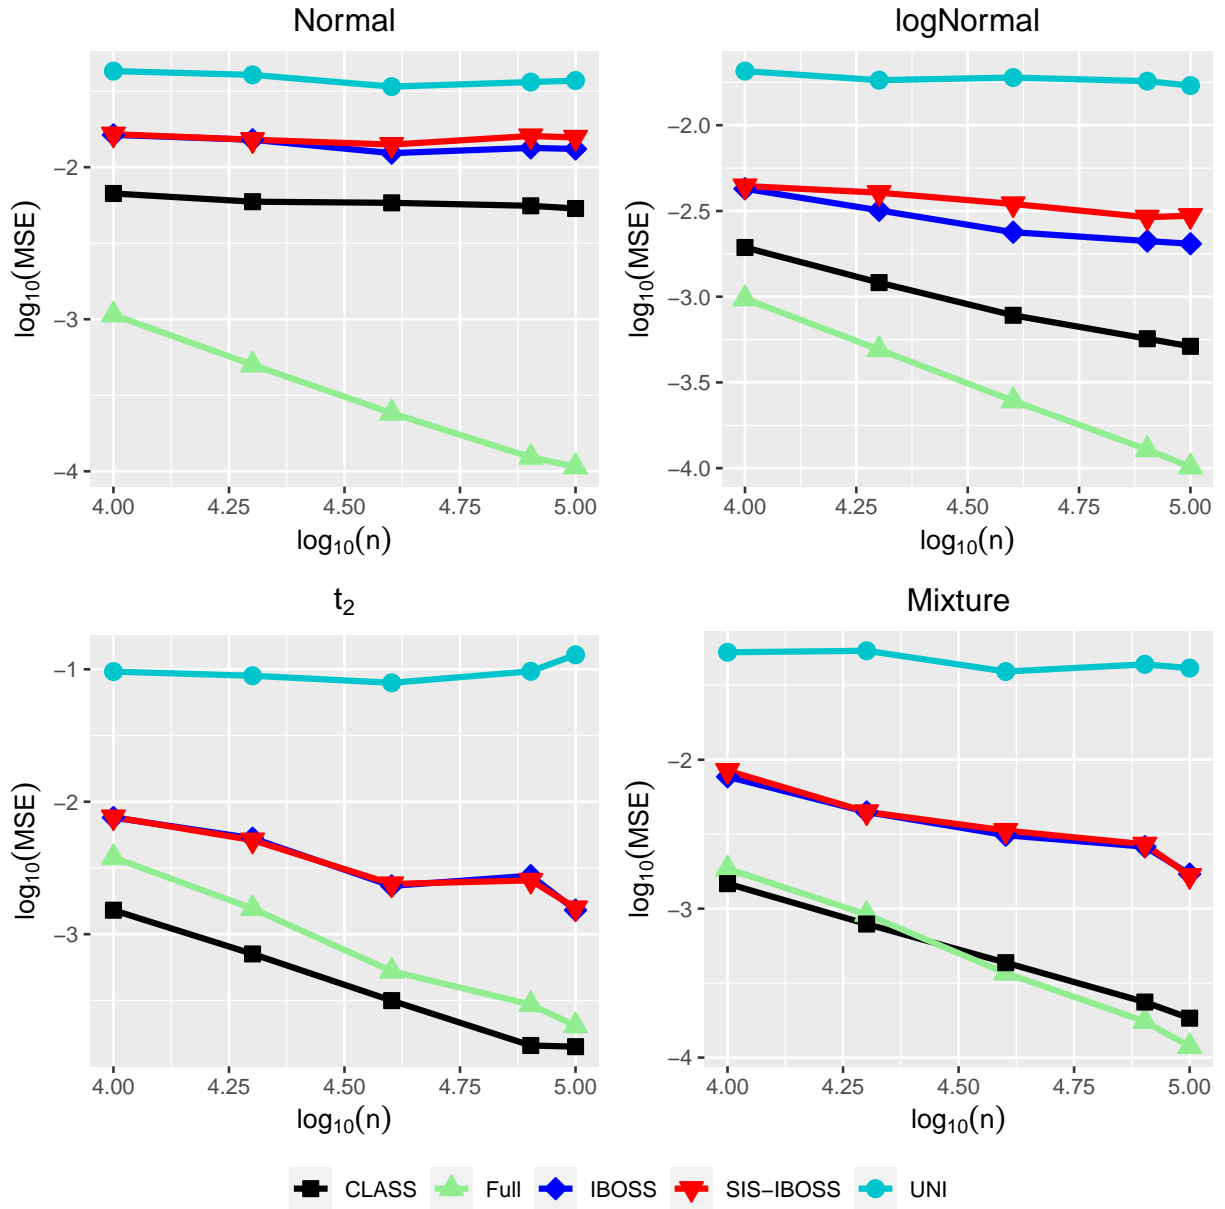 Normal
log10(MSE)
−2
−3
−4
4.00 4.25 4.50 4.75 5.00
log10(n)
logNormal
log10(MSE)
−2.0
−2.5
−3.0
−3.5
−4.0
4.00 4.25 4.50 4.75 5.00
log10(n)
t2
log10(MSE)
−1
−2
−3
4.00 4.25 4.50 4.75 5.00
log10(n)
Mixture
log10(MSE)
−2
−3
−4
4.00 4.25 4.50 4.75 5.00
log10(n)
CLASS Full IBOSS SIS−IBOSS UNI